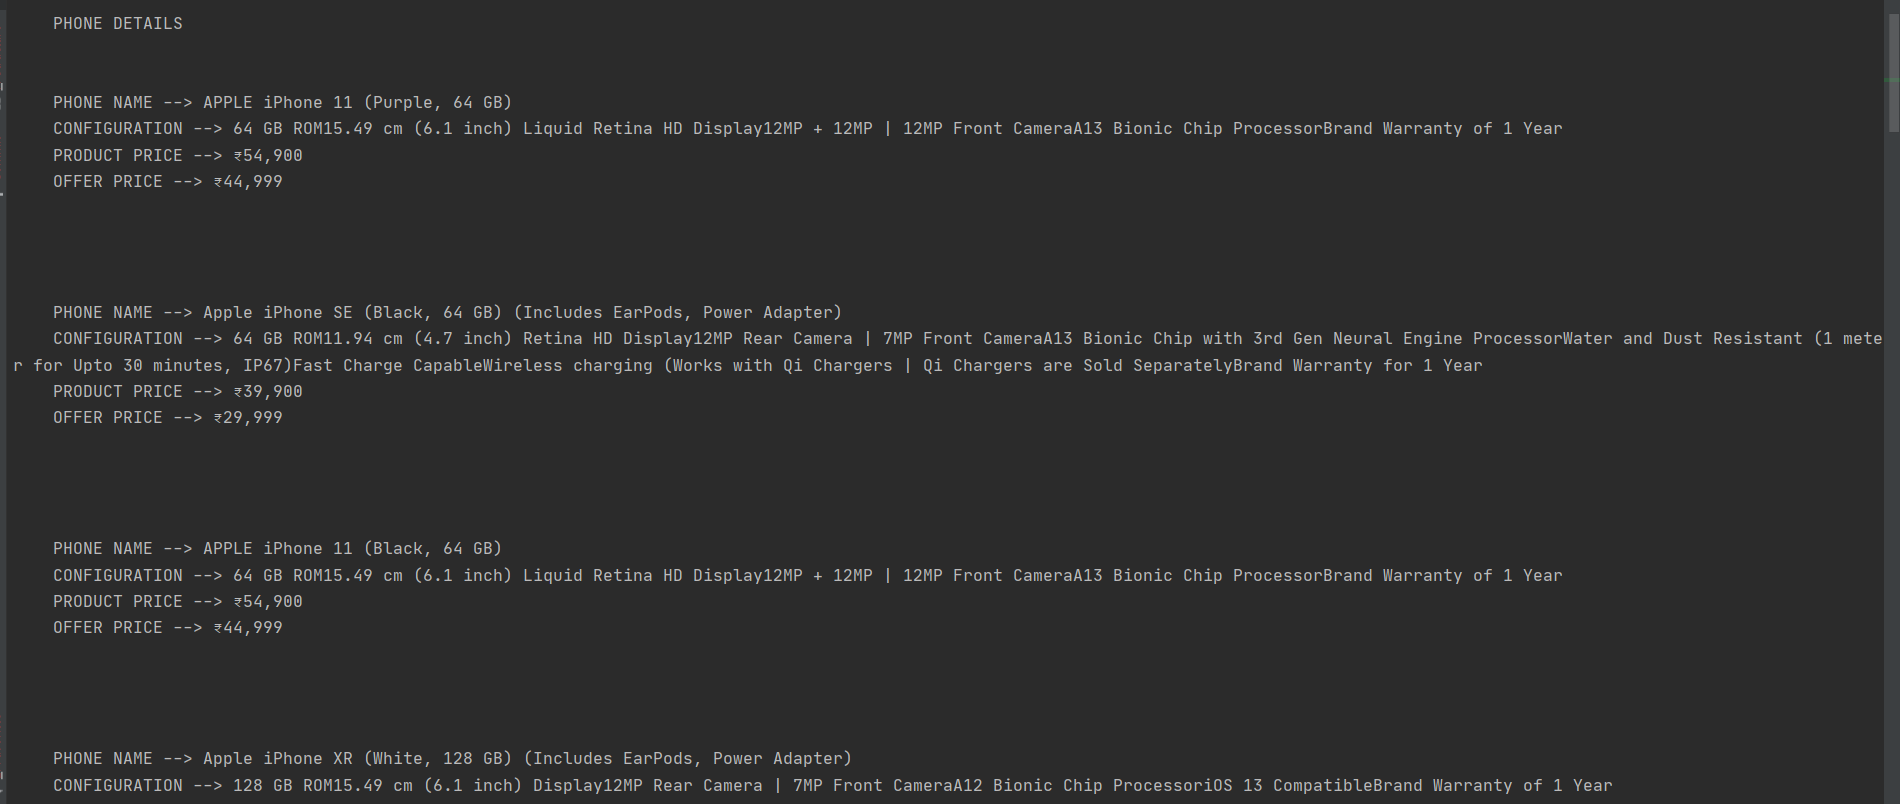 PHONE DETAILS
PHONE NAME --> APPLE iPhone 11 (Purple, 64 GB)
CONFIGURATION --> 64 GB ROM15.49 cm (6.1 inch) Liquid Retina HD Display12MP + 12MP | 12MP Front CameraA13 Bionic Chip ProcessorBrand Warranty of 1 Year
PRODUCT PRICE --> ₹54,900
OFFER PRICE --> ₹44,999
PHONE NAME --> Apple iPhone SE (Black, 64 GB) (Includes EarPods, Power Adapter)
CONFIGURATION --> 64 GB ROM11.94 cm (4.7 inch) Retina HD Display12MP Rear Camera | 7MP Front CameraA13 Bionic Chip with 3rd Gen Neural Engine ProcessorWater and Dust Resistant (1 mete
r for Upto 30 minutes, IP67)Fast Charge CapableWireless charging (Works with Qi Chargers | Qi Chargers are Sold SeparatelyBrand Warranty for 1 Year
PRODUCT PRICE --> ₹39,900
OFFER PRICE --> ₹29,999
PHONE NAME --> APPLE iPhone 11 (Black, 64 GB)
CONFIGURATION --> 64 GB ROM15.49 cm (6.1 inch) Liquid Retina HD Display12MP + 12MP | 12MP Front CameraA13 Bionic Chip ProcessorBrand Warranty of 1 Year
PRODUCT PRICE --> ₹54,900
OFFER PRICE --> ₹44,999
PHONE NAME --> Apple iPhone XR (White, 128 GB) (Includes EarPods, Power Adapter)
CONFIGURATION --> 128 GB ROM15.49 cm (6.1 inch) Display12MP Rear Camera | 7MP Front CameraA12 Bionic Chip ProcessoriOS 13 CompatibleBrand Warranty of 1 Year